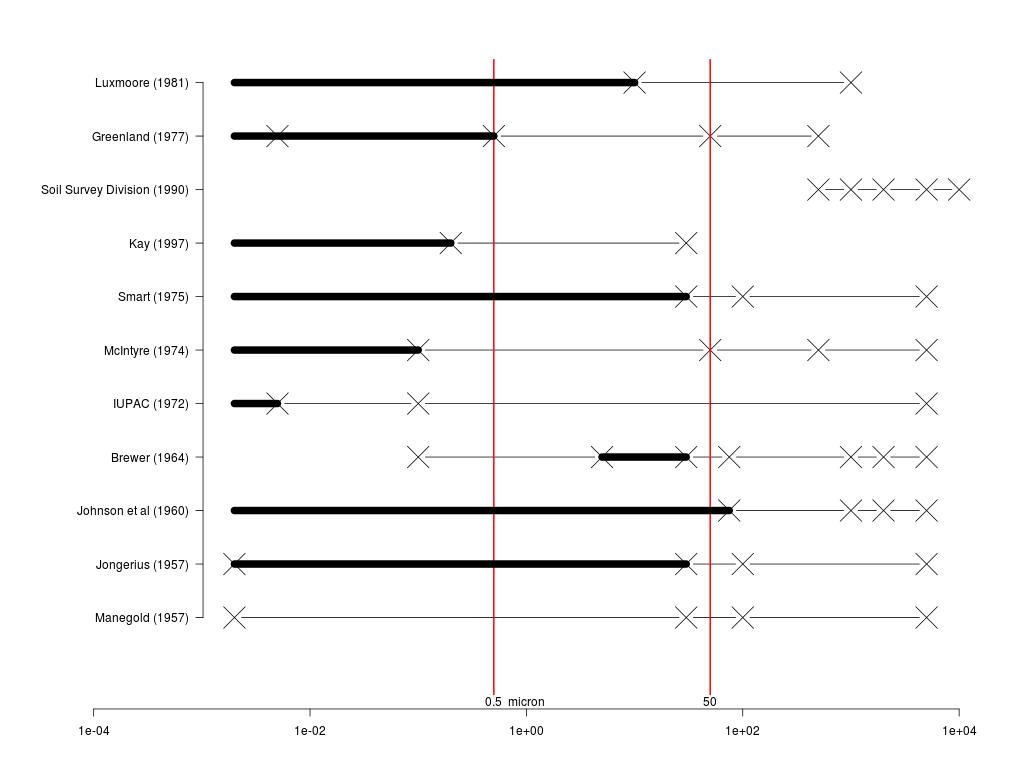 Luxmoore (1981)
Greenland (1977)
Soil Survey Division (1990)
Kay (1997)
Smart (1975)
McIntyre (1974)
IUPAC (1972)
Brewer (1964)
Johnson et al (1960)
Jongerius (1957)
Manegold (1957)
0.5 micron 50
1e-04 1e-02 1e+00 1e+02 1e+04